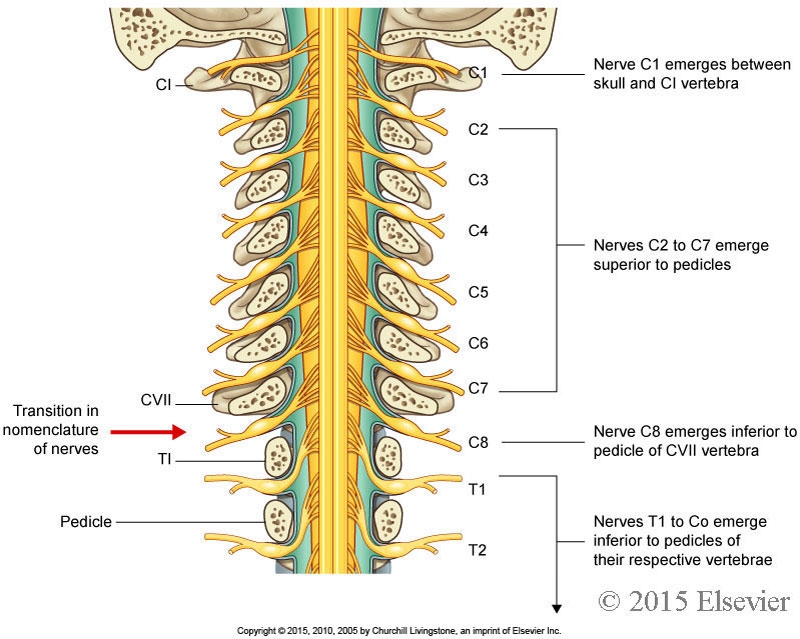 CI
C1
Nerve C1 emerges between
skull and CI vertebra
C2
C3
C4
Nerves C2 to C7 emerge
superior to pedicles
C5
C6
C7
CVII
Transition in
nomenclature
of nerves
C8
Nerve C8 emerges inferior to
pedicle of CVII vertebra
TI
T1
Pedicle
Nerves T1 to Co emerge
inferior to pedicles of
their respective vertebrae
T2
© 2015 Elsevier
Copyright © 2015, 2010, 2005 by Churchill Livingstone, an imprint of Elsevier Inc.